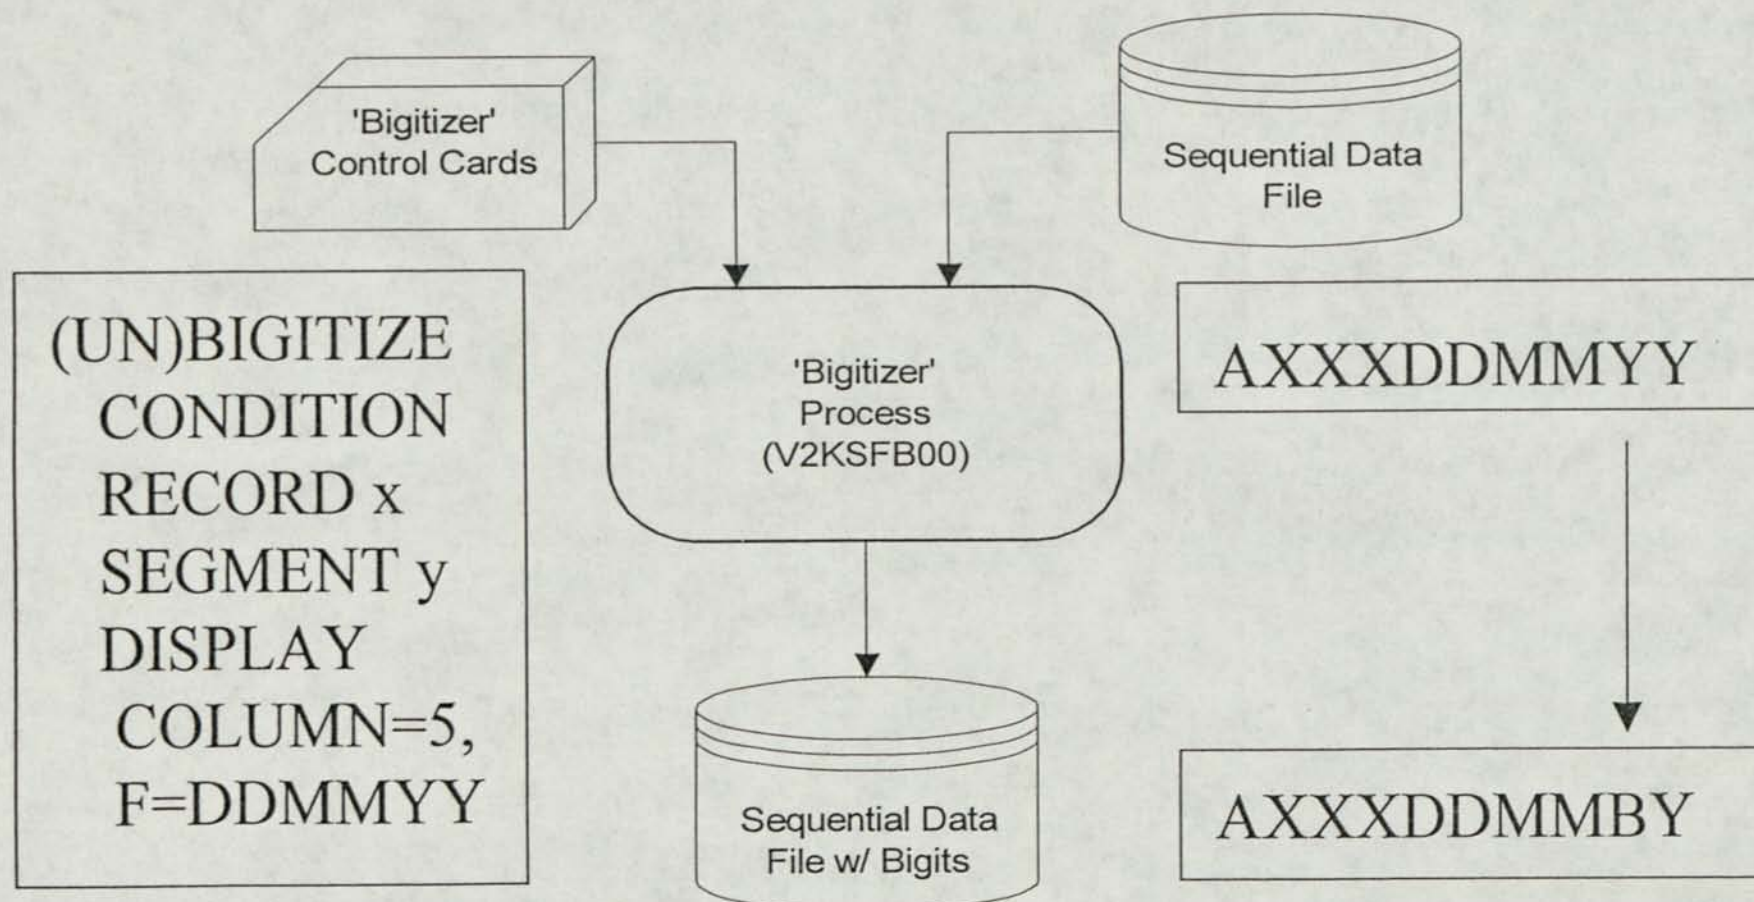 'Bigitizer'
Control Cards
Sequential Data
File
(UN)BIGITIZE
CONDITION
RECORD x
SEGMENT y
DISPLAY
COLUMN=5,
F=DDMMYY
'Bigitizer'
Process
(V2KSFB00)
AXXXDDMMYY
Sequential Data
File w/ Bigits
AXXXDDMMBY